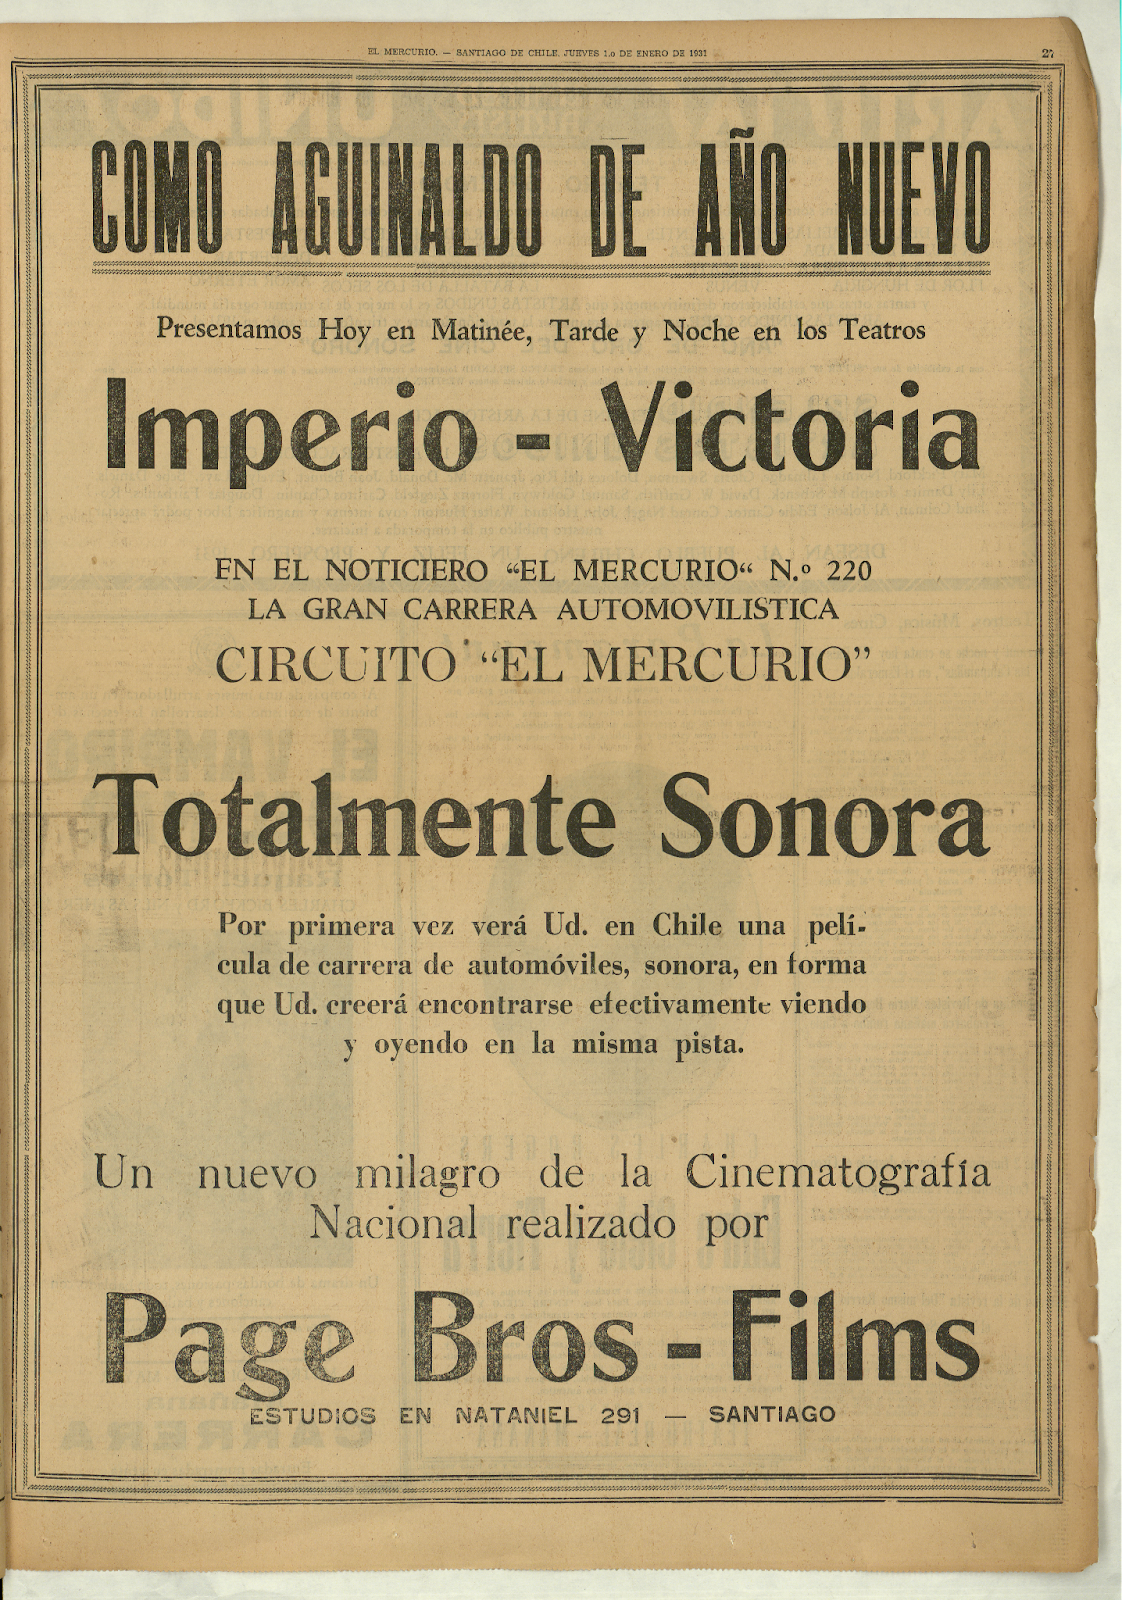 EL MERCURIO. — SANTIAGO DE CHILE, JUEVES 1.o DE ENERO DE 1931
27
COMO AGUINALDO DE AÑO NUEVO
Presentamos Hoy en Matinée, Tarde y Noche en los Teatros
Imperio - Victoria
EN EL NOTICIERO “EL MERCURIO“ N.º 220
LA GRAN CARRERA AUTOMOVILISTICA
CIRCUITO “EL MERCURIO”
Totalmente Sonora
Por primera vez verá Ud. en Chile una pelí-
cula de carrera de automóviles, sonora, en forma
que Ud. creerá encontrarse efectivamente viendo
y oyendo en la misma pista.
Un nuevo milagro de la Cinematografía
Nacional realizado por
Page Bros - Films
ESTUDIOS EN NATANIEL 291 — SANTIAGO